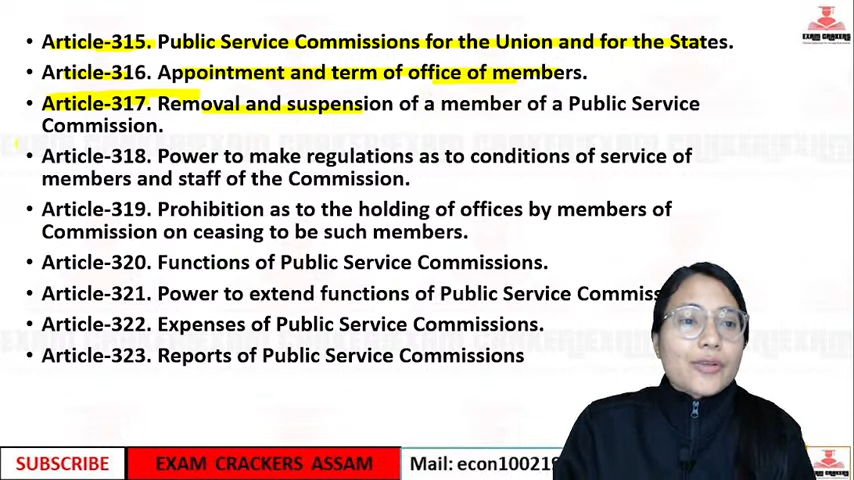 • Article-315. Public Service Commissions for the Union and for the States.
• Article-316. Appointment and term of office of members.
• Article-317. Removal and suspension of a member of a Public Service
Commission.
• Article-318. Power to make regulations as to conditions of service of
members and staff of the Commission.
• Article-319. Prohibition as to the holding of offices by members of
Commission on ceasing to be such members.
• Article-320. Functions of Public Service Commissions.
• Article-321. Power to extend functions of Public Service Commiss
• Article-322. Expenses of Public Service Commissions.
• Article-323. Reports of Public Service Commissions
EXAM CRACKERS
SUBSCRIBE
EXAM CRACKERS ASSAM
Mail: econ10021